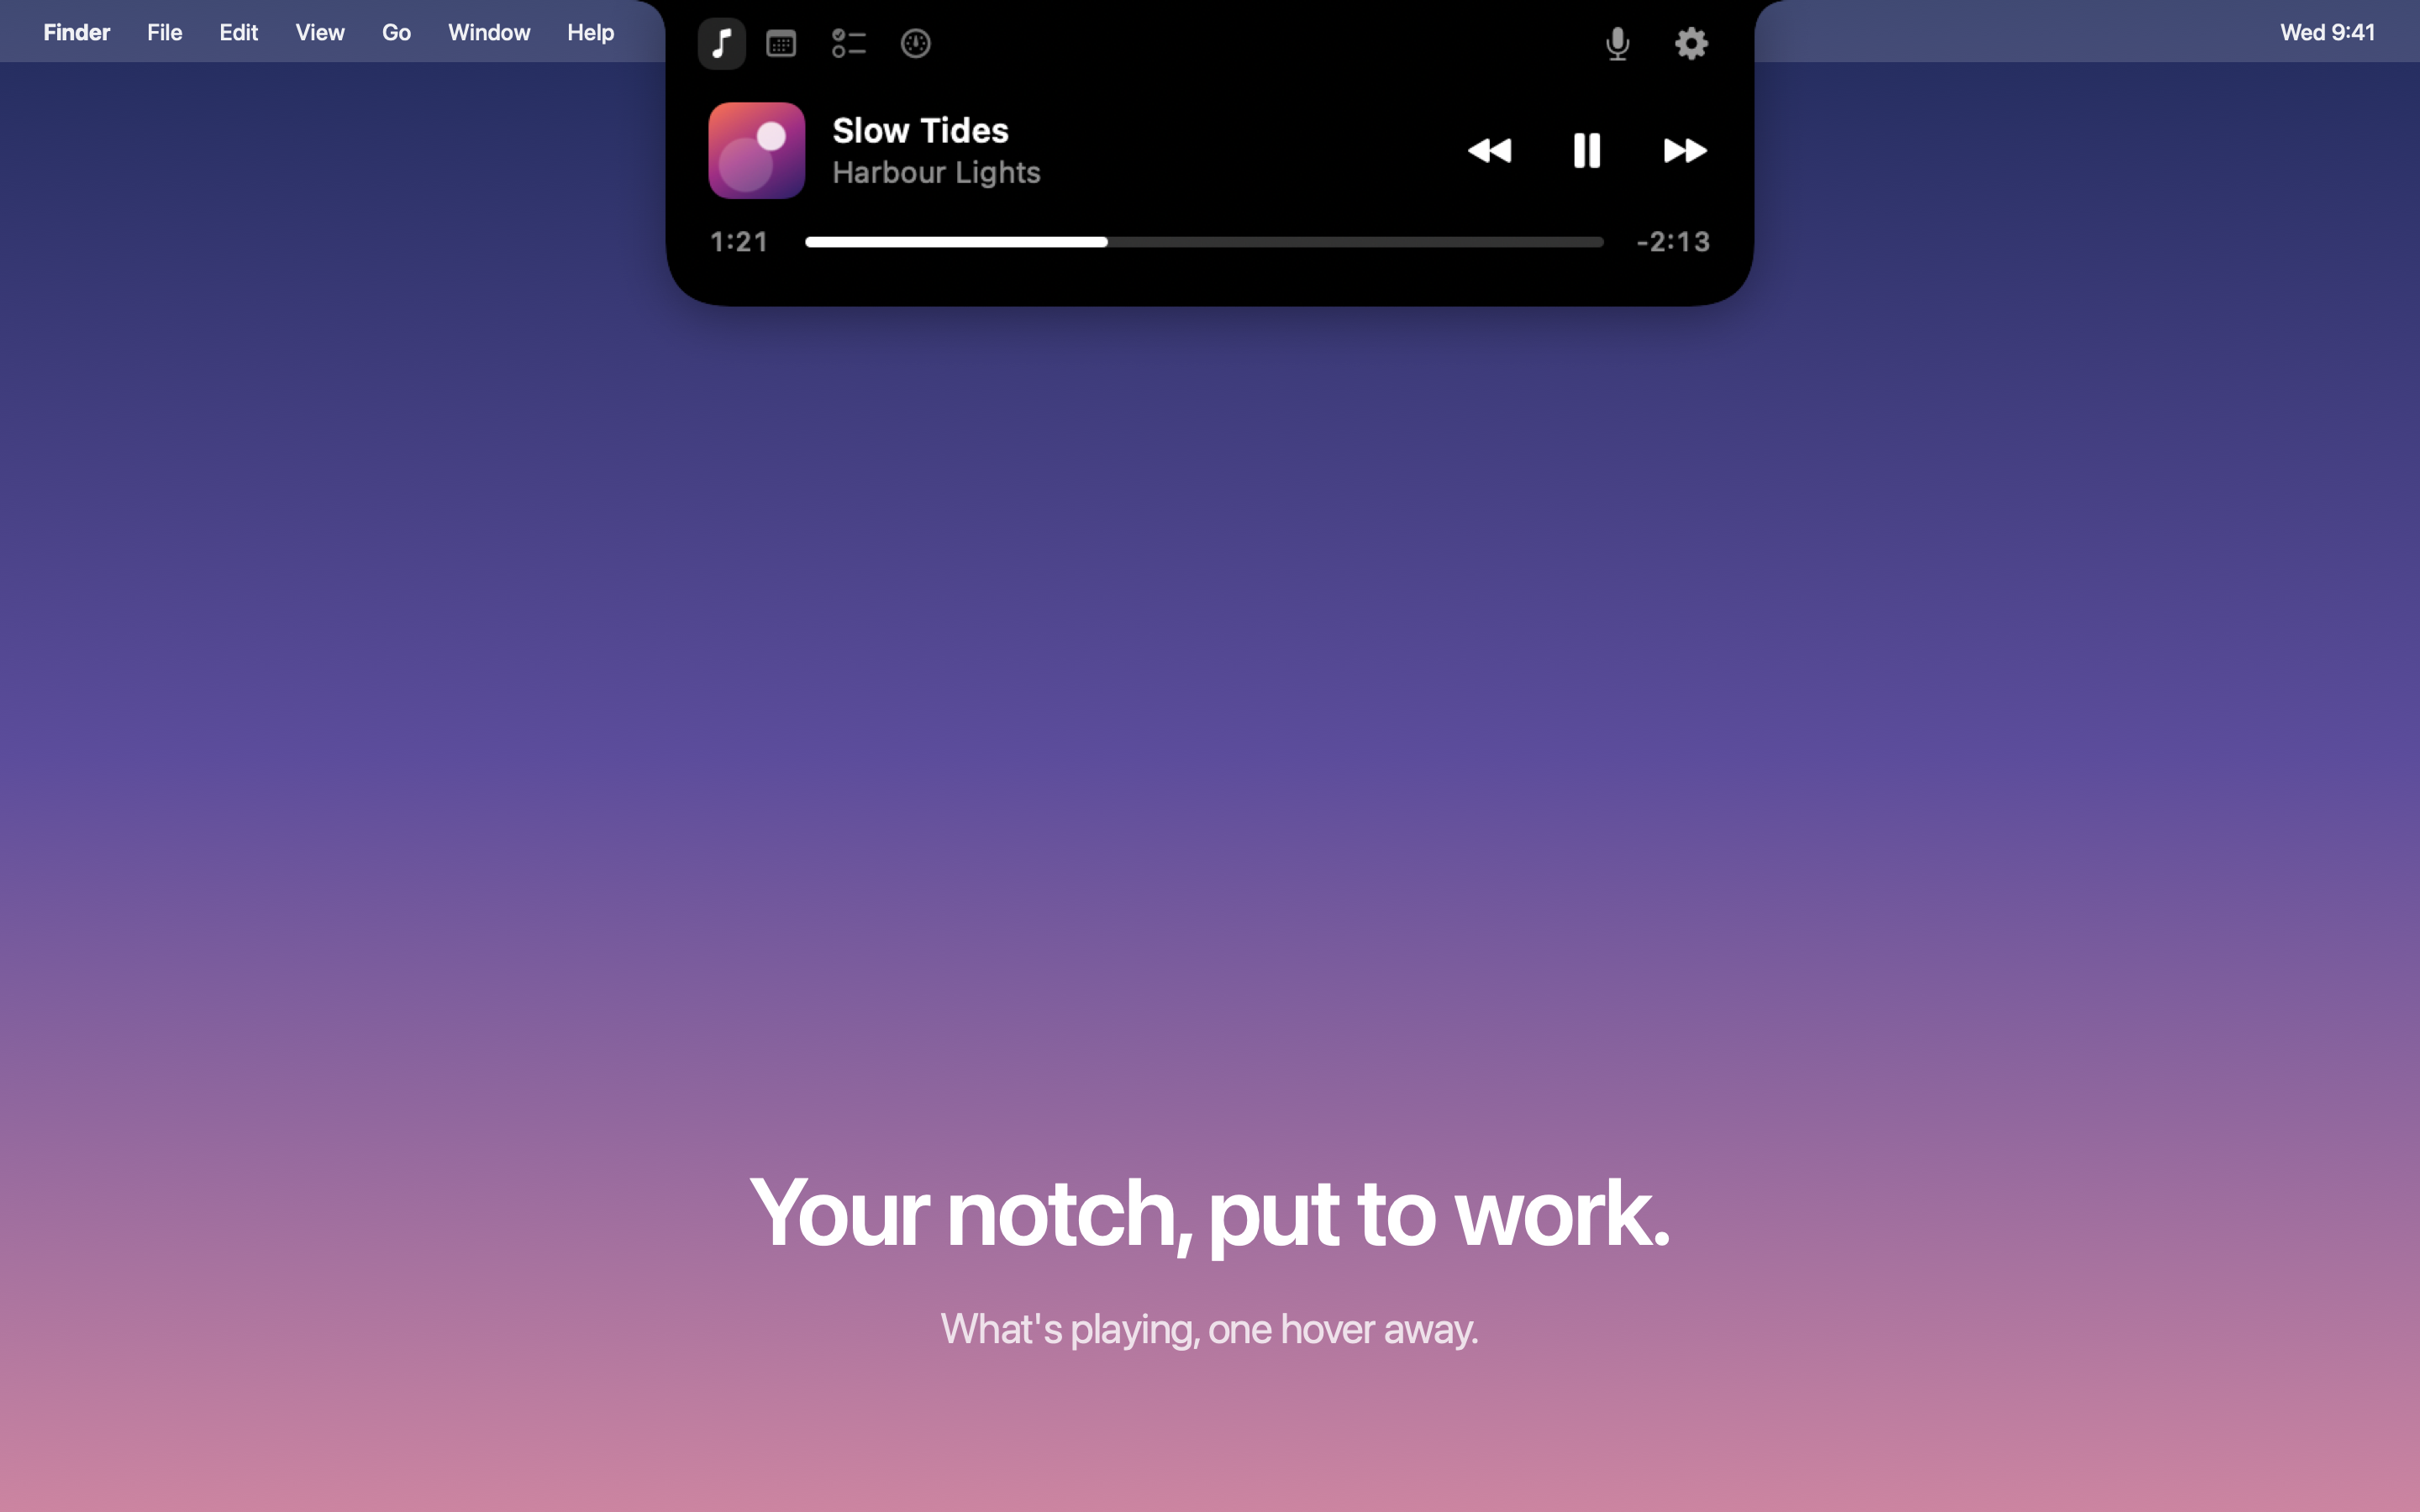 Finder File Edit View Go Window Help Wed 9:41
Slow Tides
Harbour Lights
1:21 -2:13
Your notch, put to work.
What's playing, one hover away.